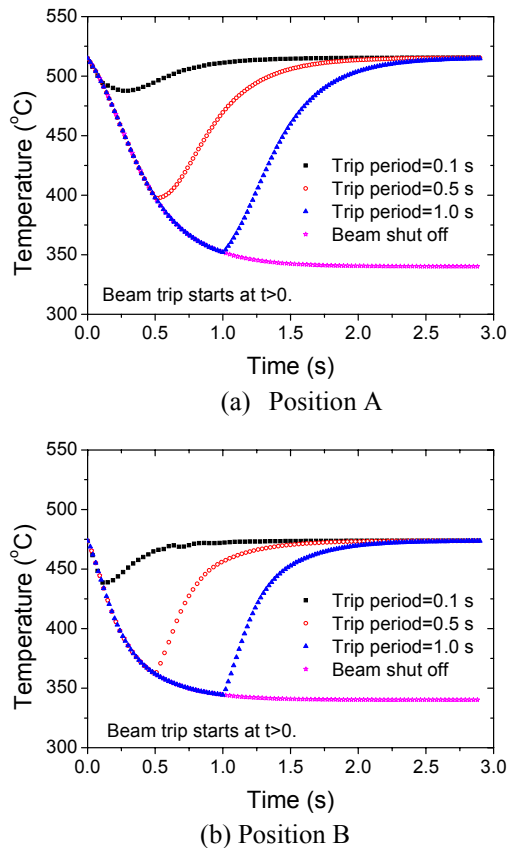 550
500
450
400
350
300
Temperature (°C)
Trip period=0.1 s
Trip period=0.5 s
Trip period=1.0 s
Beam shut off
Beam trip starts at t>0.
0.0 0.5 1.0 1.5 2.0 2.5 3.0
Time (s)
(a) Position A
550
500
450
400
350
300
Temperature (°C)
Trip period=0.1 s
Trip period=0.5 s
Trip period=1.0 s
Beam shut off
Beam trip starts at t>0.
0.0 0.5 1.0 1.5 2.0 2.5 3.0
Time (s)
(b) Position B